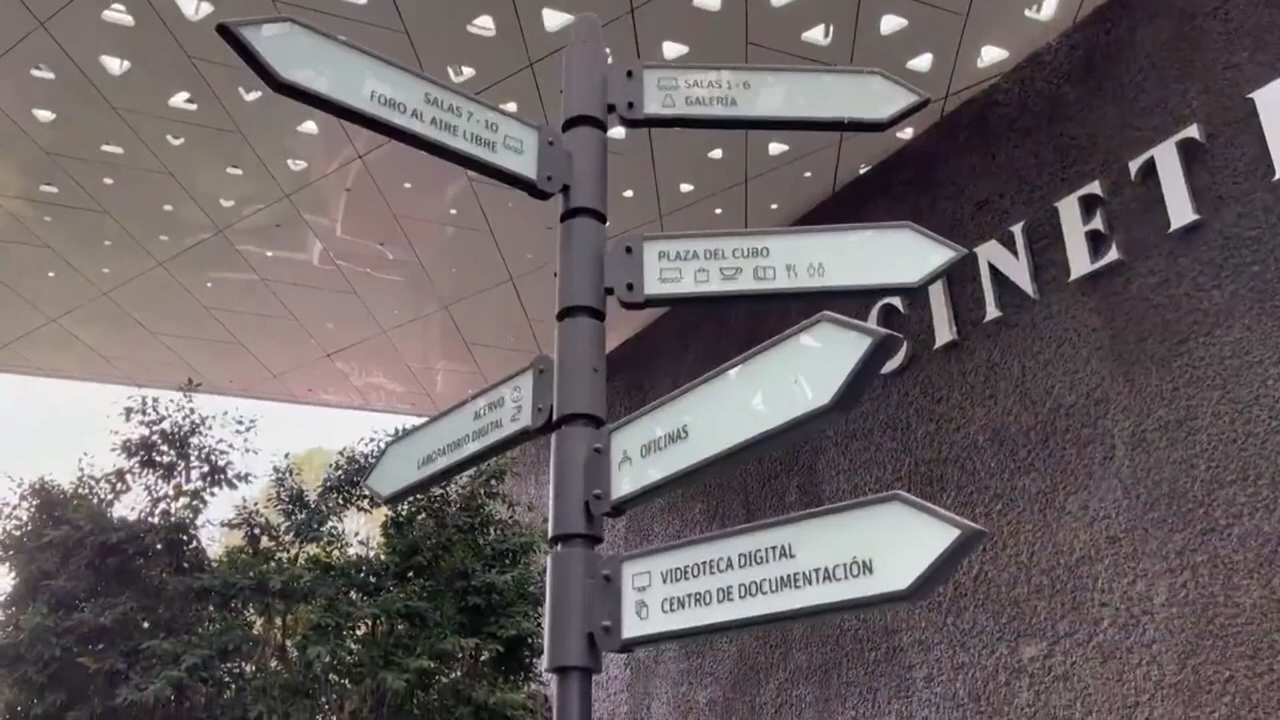 SALAS 7 - 10
FORO AL AIRE LIBRE
SALAS 1 - 6
GALERÍA
PLAZA DEL CUBO
SINET
ACERVO
LABORATORIO DIGITAL
OFICINAS
VIDEOTECA DIGITAL
CENTRO DE DOCUMENTACIÓN